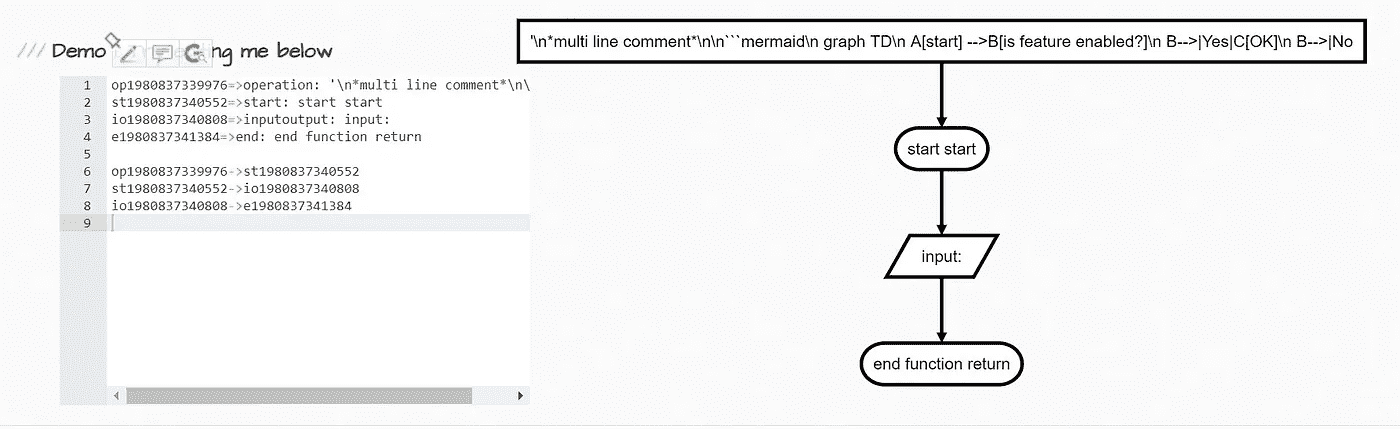 /// Demo ng me below
1 op1980837339976=>operation: '\n*multi line comment*\n\
2 st1980837340552=>start: start start
3 io1980837340808=>inputoutput: input:
4 e1980837341384=>end: end function return
5
6 op1980837339976->st1980837340552
7 st1980837340552->io1980837340808
8 io1980837340808->e1980837341384
9
'\n*multi line comment*\n\n```mermaid\n graph TD\n A[start] -->B[is feature enabled?]\n B-->|Yes|C[OK]\n B-->|No
start start
input:
end function return